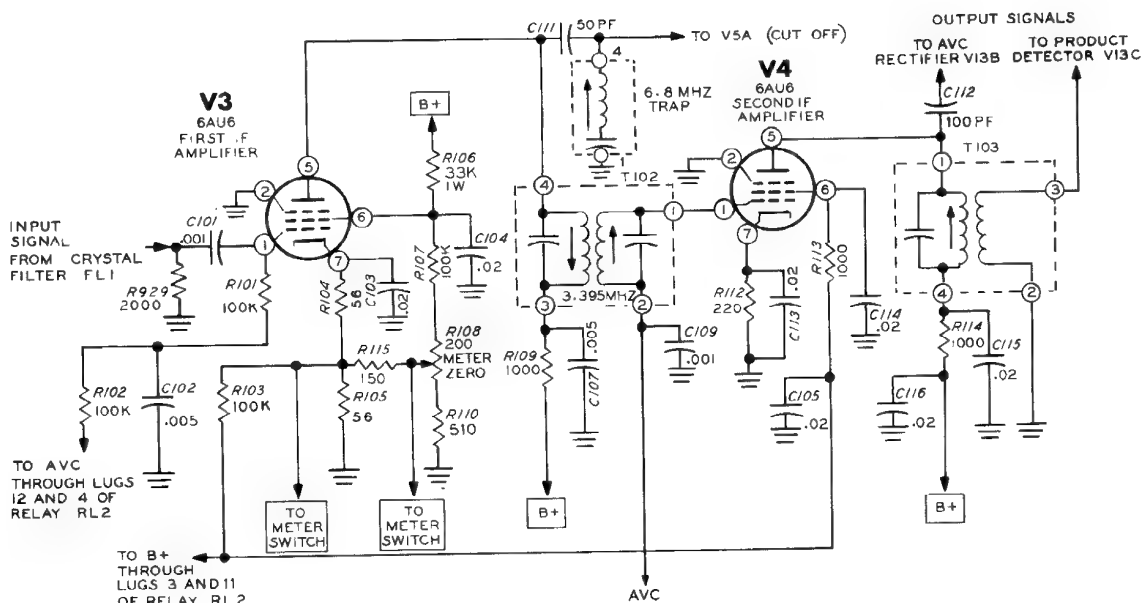 OUTPUT SIGNALS
C111
50 PF
TO V5A (CUT OFF)
TO AVC
RECTIFIER V13B
TO PRODUCT
DETECTOR V13C
V3
6AU6
FIRST IF
AMPLIFIER
B+
4
6.8 MHZ
TRAP
V4
6AU6
SECOND IF
AMPLIFIER
C112
100 PF
R106
33K
1W
5
2
6
1
7
T102
4
1
5
2
6
1
7
T103
1
3
INPUT
SIGNAL
FROM CRYSTAL
FILTER FL1
C101
.001
R929
2000
R101
100K
R104
56
C103
.02
R107
100K
C104
.02
3
3.395MHZ
2
R112
220
.02
C113
R113
1000
C114
.02
4
2
R102
100K
C102
.005
R103
100K
R115
150
R105
56
R108
200
METER
ZERO
R110
510
R109
1000
.005
C107
C109
.001
C105
.02
R114
1000
C115
.02
C116
.02
TO AVC
THROUGH LUGS
12 AND 4 OF
RELAY RL2
TO
METER
SWITCH
TO
METER
SWITCH
B+
B+
TO B+
THROUGH
LUGS 3 AND 11
OF RELAY RL2
AVC